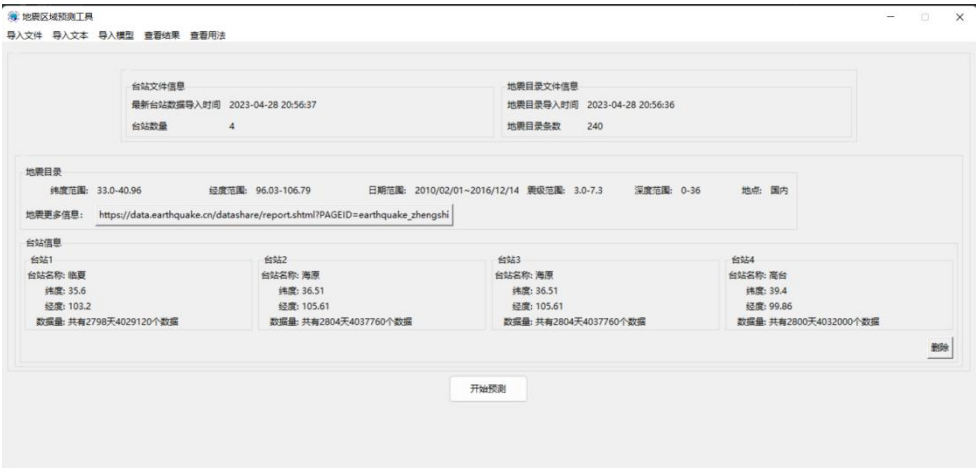 地震区域预测工具
导入文件 导入文本 导入模型 查看结果 查看用法
台站文件信息 地震目录文件信息
最新台站数据导入时间 2023-04-28 20:56:37 地震目录导入时间 2023-04-28 20:56:36
台站数量 4 地震目录条数 240
地震目录
纬度范围: 33.0-40.96 经度范围: 96.03-106.79 日期范围: 2010/02/01~2016/12/14 震级范围: 3.0-7.3 深度范围: 0-36 地点: 国内
地震更多信息: https://data.earthquake.cn/datashare/report.shtml?PAGEID=earthquake_zhengshi
台站信息
台站1 台站2 台站3 台站4
台站名称: 临夏 台站名称: 海原 台站名称: 海原 台站名称: 高台
纬度: 35.6 纬度: 36.51 纬度: 36.51 纬度: 39.4
经度: 103.2 经度: 105.61 经度: 105.61 经度: 99.86
数据量: 共有2798天4029120个数据 数据量: 共有2804天4037760个数据 数据量: 共有2804天4037760个数据 数据量: 共有2800天4032000个数据
删除
开始预测